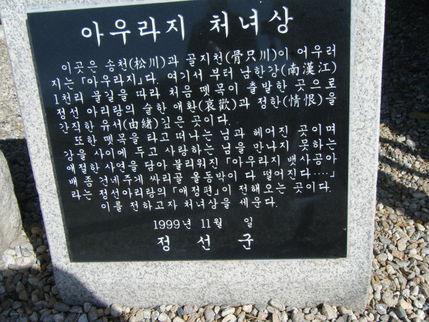 아우라지 처녀상
이곳은 송천(松川)과 골지천(骨只川)이 어우러
지는 「아우라지」다. 여기서 부터 남한강(南漢江)
1천리 물길을 따라 처음 뗏목이 출발한 곳으로
정선 아리랑의 숱한 애환(哀歡)과 정한(情恨)을
간직한 유서(由緖)깊은 곳이다.
또한 뗏목을 타고 떠나는 님과 헤어진 곳이며
강을 사이에 두고 사랑하는 님을 만나지 못하는
애절한 사연을 담아 불리워진 「아우라지 뱃사공아
배좀 건네주게 싸리골 올동박이 다 떨어진다‥‥」
라는 정선아리랑의 「애정편」이 전해오는 곳이다.
이를 전하고자 처녀상을 세운다.
1999년 11월 일
정선군